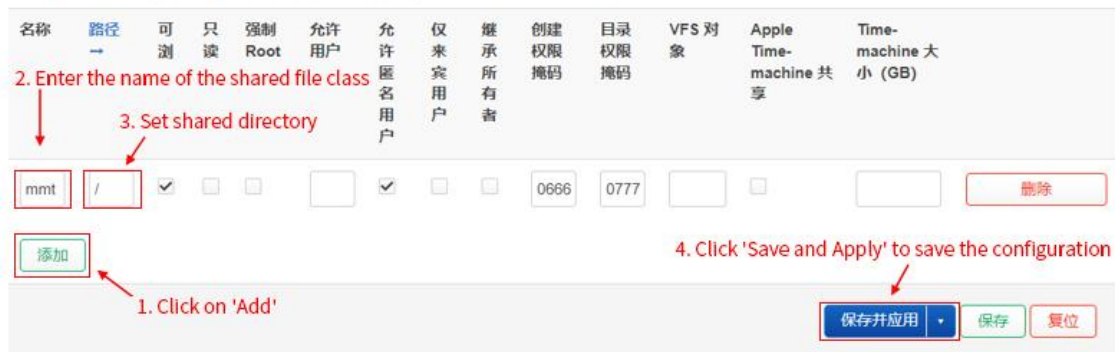 名称 路径 可 只 强制 允许 允 仅 继 创建 目录 VFS 对 Apple Time-
→ 浏 读 Root 用户 许 来 承 权限 权限 象 Time- machine 大
匿 宾 所 掩码 掩码 machine 共 小（GB）
名 用 有 享
用 户 者
户
2. Enter the name of the shared file class
3. Set shared directory
mmt / 0666 0777 删除
添加
4. Click 'Save and Apply' to save the configuration
1. Click on 'Add'
保存并应用 保存 复位